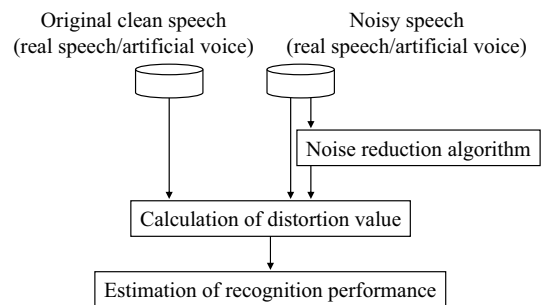 Original clean speech
(real speech/artificial voice)
Noisy speech
(real speech/artificial voice)
Noise reduction algorithm
Calculation of distortion value
Estimation of recognition performance